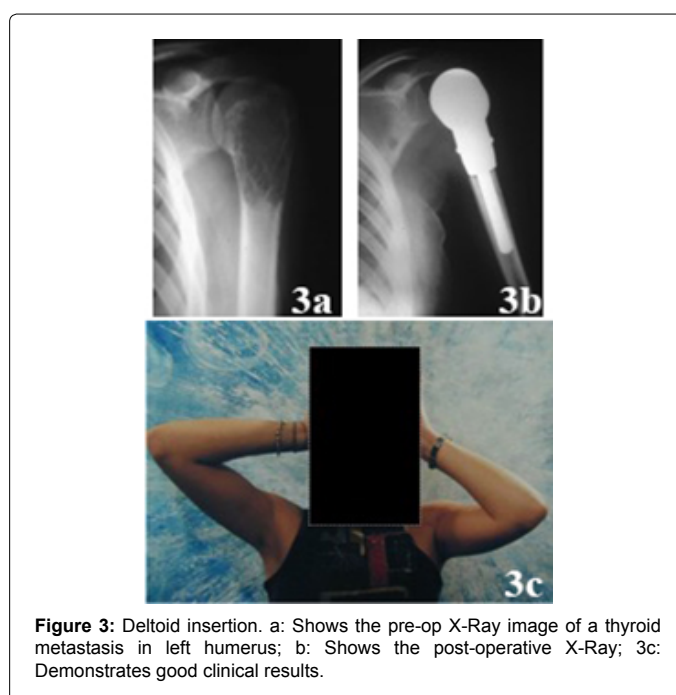 3a
3b
3c
Figure 3: Deltoid insertion. a: Shows the pre-op X-Ray image of a thyroid
metastasis in left humerus; b: Shows the post-operative X-Ray; 3c:
Demonstrates good clinical results.